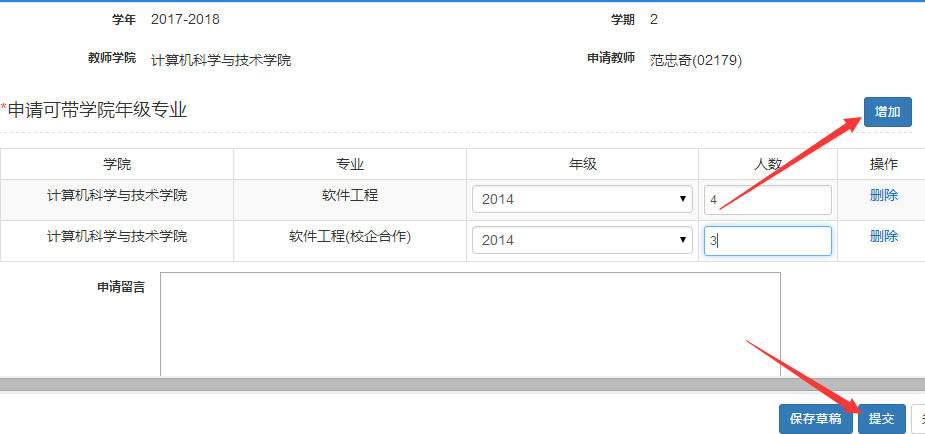 学年 2017-2018 学期 2
教师学院 计算机科学与技术学院 申请教师 范忠奇(02179)
*申请可带学院年级专业 增加
学院 专业 年级 人数 操作
计算机科学与技术学院 软件工程 2014 4 删除
计算机科学与技术学院 软件工程(校企合作) 2014 3 删除
申请留言
保存草稿 提交